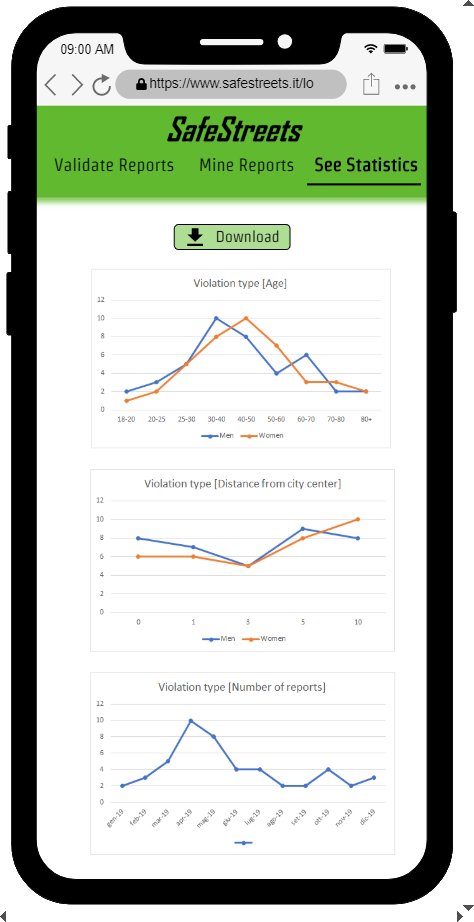 09:00 AM
https://www.safestreets.it/lo
SafeStreets
Validate Reports Mine Reports See Statistics
Download
Violation type [Age]
12
10
8
6
4
2
0
18-20 20-25 25-30 30-40 40-50 50-60 60-70 70-80 80+
Men Women
Violation type [Distance from city center]
12
10
8
6
4
2
0
0 1 3 5 10
Men Women
Violation type [Number of reports]
12
10
8
6
4
2
0
gen-19 feb-19 mar-19 apr-19 mag-19 giu-19 lug-19 ago-19 set-19 ott-19 nov-19 dic-19